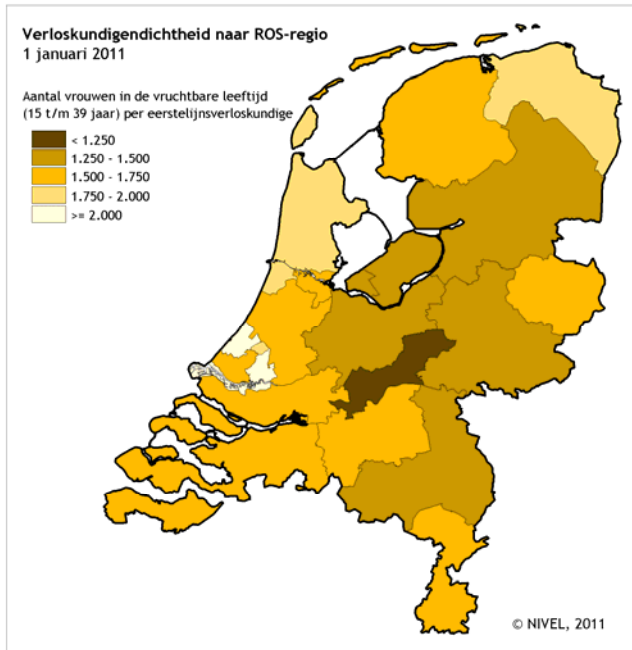 Verloskundigendichtheid naar ROS-regio
1 januari 2011
Aantal vrouwen in de vruchtbare leeftijd
(15 t/m 39 jaar) per eerstelijnsverloskundige
< 1.250
1.250 - 1.500
1.500 - 1.750
1.750 - 2.000
>= 2.000
© NIVEL, 2011